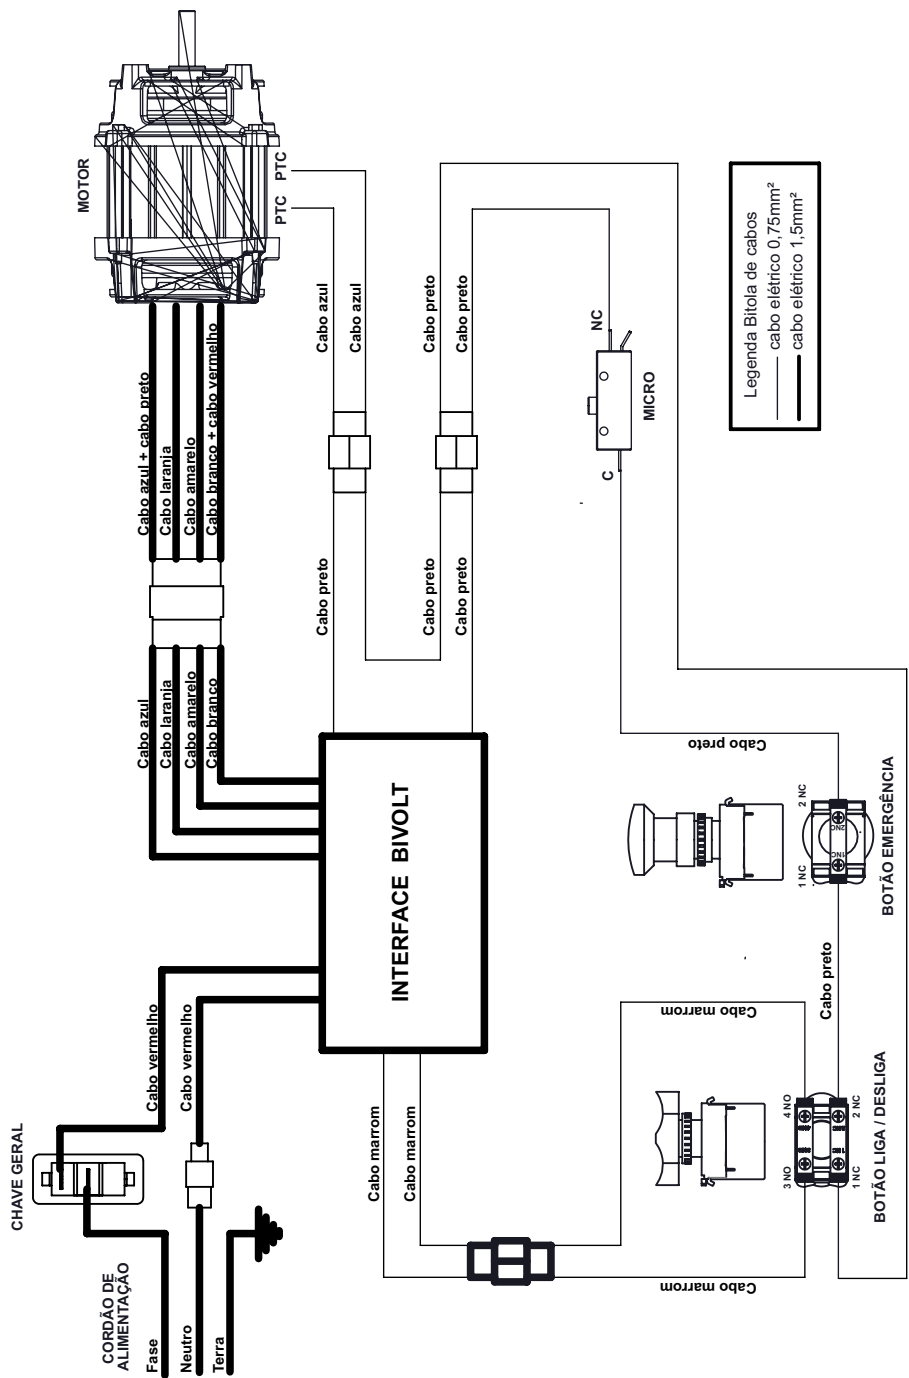 MOTOR
PTC
PTC
Cabo azul + cabo preto
Cabo laranja
Cabo amarelo
Cabo branco + cabo vermelho
Cabo azul
Cabo azul
Cabo preto
Cabo preto
NC
MICRO
C
Legenda Bitola de cabos
cabo elétrico 0,75mm²
cabo elétrico 1,5mm²
Cabo azul
Cabo laranja
Cabo amarelo
Cabo branco
Cabo preto
Cabo preto
Cabo preto
INTERFACE BIVOLT
Cabo preto
2 NC
1 NC
2NC
1NC
BOTÃO EMERGÊNCIA
Cabo preto
Cabo vermelho
Cabo vermelho
CHAVE GERAL
CORDÃO DE
ALIMENTAÇÃO
Fase
Neutro
Terra
Cabo marrom
Cabo marrom
Cabo marrom
Cabo marrom
4 NO
3 NO
2 NC
1 NC
1 NC
BOTÃO LIGA / DESLIGA